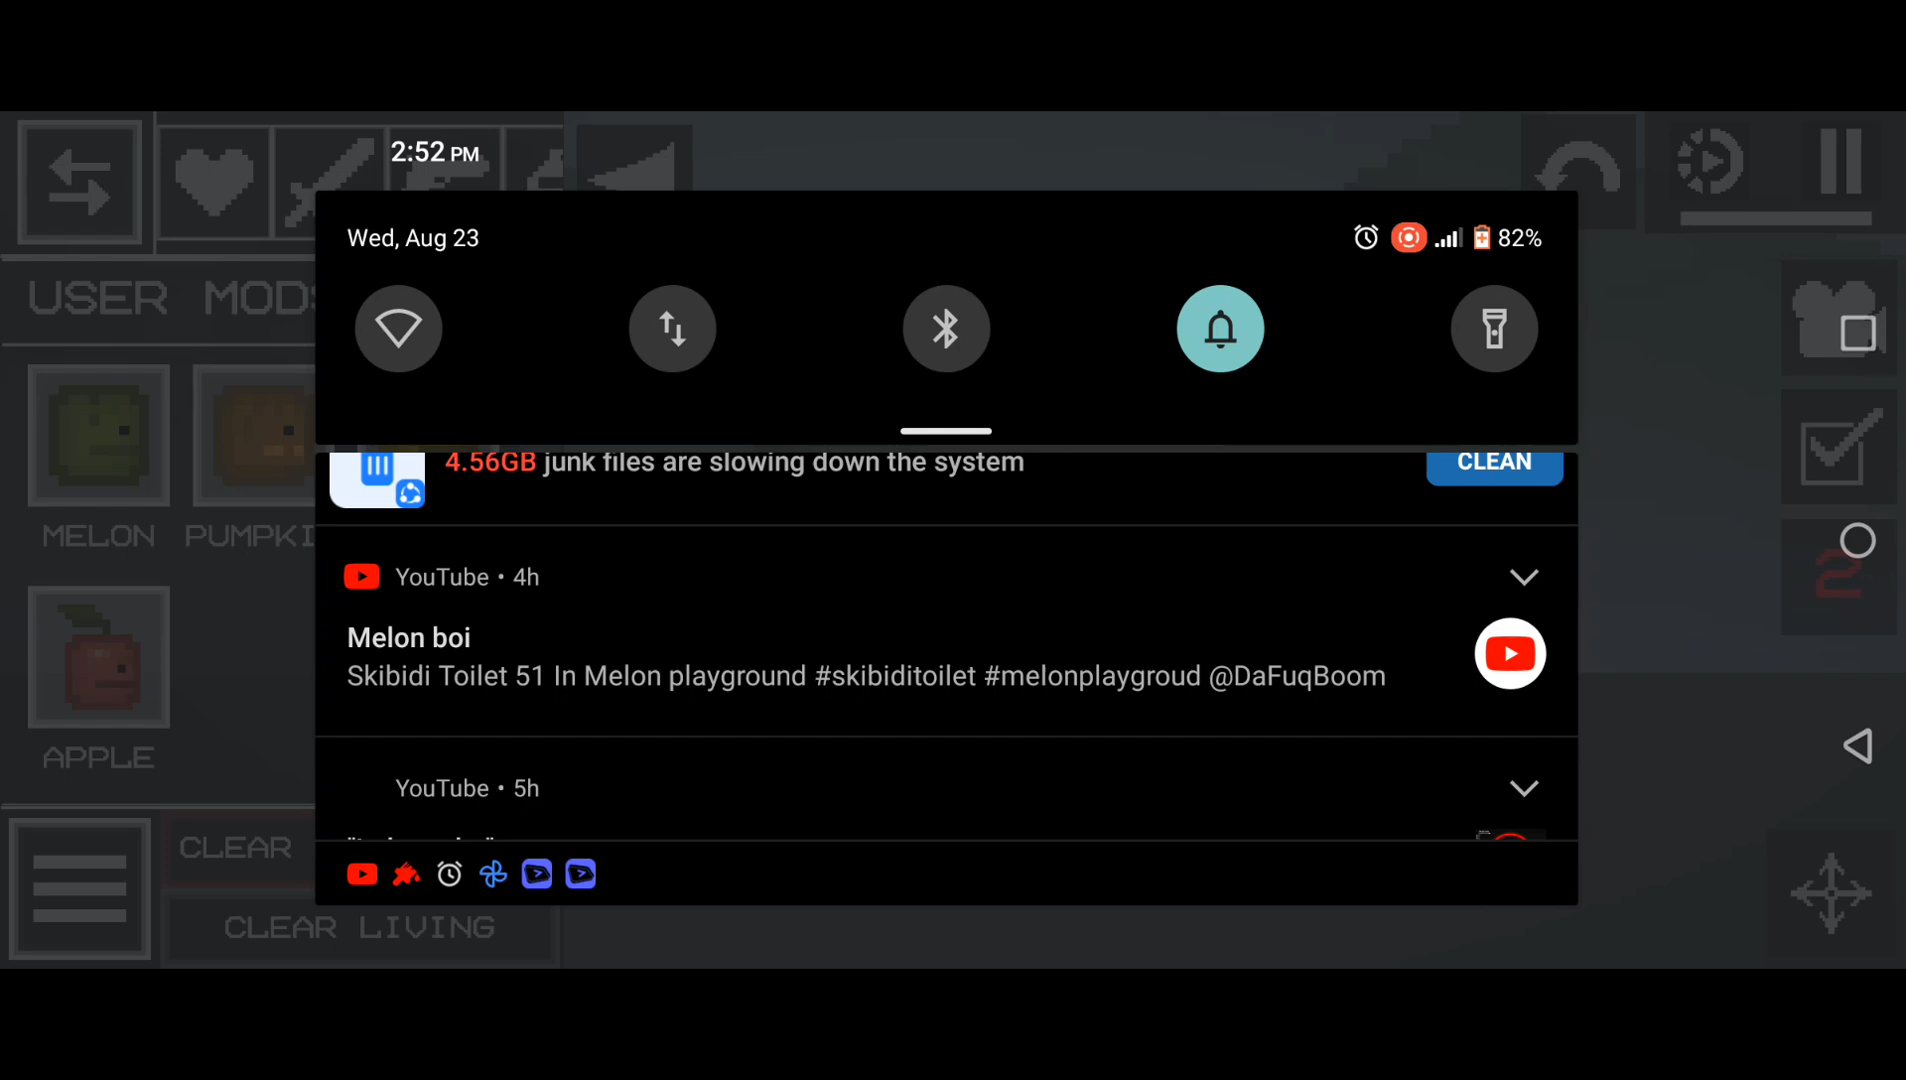 2:52 PM
Wed, Aug 23
82%
USER MODS
4.56GB junk files are slowing down the system
CLEAN
MELON
YouTube • 4h
Melon boi
Skibidi Toilet 51 In Melon playground #skibiditoilet #melonplaygroud @DaFuqBoom
2
APPLE
YouTube • 5h
CLEAR
CLEAR LIVING